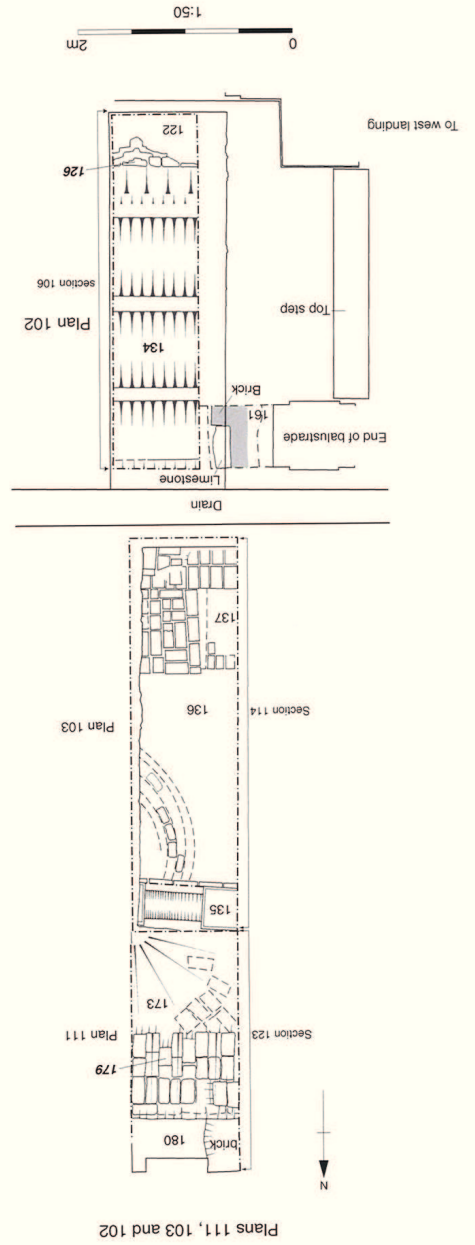 Plans 111, 103 and 102
N
brick
180
179
Plan 111
Section 123
173
135
Section 114
136
Plan 103
137
Drain
Limestone
End of balustrade
161
Brick
134
Top step
Plan 102
section 106
126
122
To west landing
0
2m
1:50